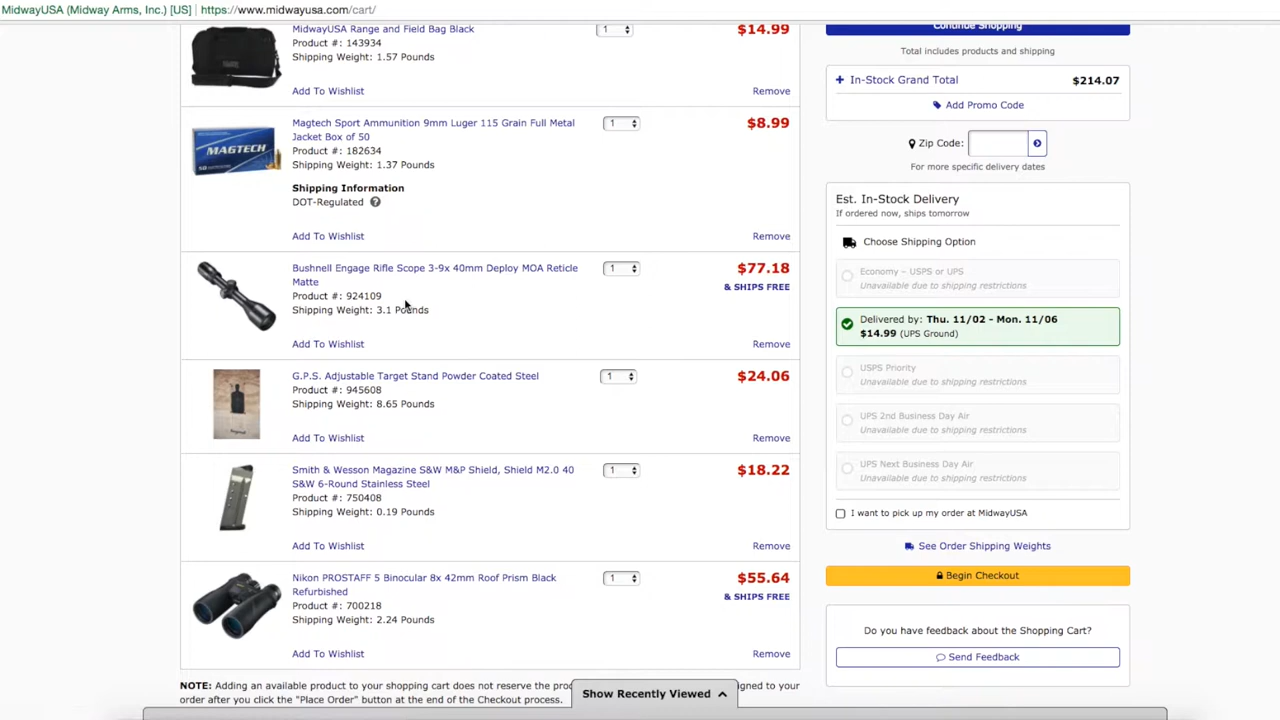 MidwayUSA (Midway Arms, Inc.) [US] | https://www.midwayusa.com/cart/
MidwayUSA Range and Field Bag Black
1
$14.99
Product #: 143934
Shipping Weight: 1.57 Pounds
Add To Wishlist
Remove
MAGTECH
Magtech Sport Ammunition 9mm Luger 115 Grain Full Metal
Jacket Box of 50
1
$8.99
Product #: 182634
Shipping Weight: 1.37 Pounds
Shipping Information
DOT-Regulated ?
Add To Wishlist
Remove
Bushnell Engage Rifle Scope 3-9x 40mm Deploy MOA Reticle
Matte
1
$77.18
& SHIPS FREE
Product #: 924109
Shipping Weight: 3.1 Pounds
Add To Wishlist
Remove
G.P.S. Adjustable Target Stand Powder Coated Steel
1
$24.06
Product #: 945608
Shipping Weight: 8.65 Pounds
Add To Wishlist
Remove
Smith & Wesson Magazine S&W M&P Shield, Shield M2.0 40
S&W 6-Round Stainless Steel
1
$18.22
Product #: 750408
Shipping Weight: 0.19 Pounds
Add To Wishlist
Remove
Nikon PROSTAFF 5 Binocular 8x 42mm Roof Prism Black
Refurbished
1
$55.64
& SHIPS FREE
Product #: 700218
Shipping Weight: 2.24 Pounds
Add To Wishlist
Remove
NOTE: Adding an available product to your shopping cart does not reserve the
order after you click the "Place Order" button at the end of the Checkout process.
Show Recently Viewed
Continue Shopping
Total includes products and shipping
+ In-Stock Grand Total $214.07
Add Promo Code
Zip Code:
For more specific delivery dates
Est. In-Stock Delivery
If ordered now, ships tomorrow
Choose Shipping Option
Economy – USPS or UPS
Unavailable due to shipping restrictions
Delivered by: Thu. 11/02 - Mon. 11/06
$14.99 (UPS Ground)
USPS Priority
Unavailable due to shipping restrictions
UPS 2nd Business Day Air
Unavailable due to shipping restrictions
UPS Next Business Day Air
Unavailable due to shipping restrictions
I want to pick up my order at MidwayUSA
See Order Shipping Weights
Begin Checkout
Do you have feedback about the Shopping Cart?
Send Feedback